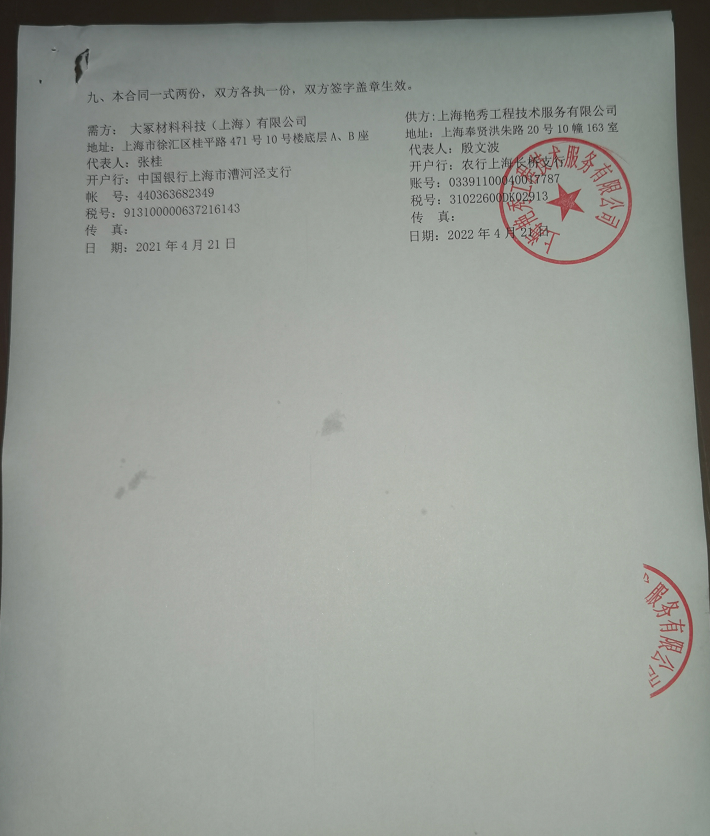 九、本合同一式两份，双方各执一份，双方签字盖章生效。
需方： 大冢材料科技（上海）有限公司
地址：上海市徐汇区桂平路 471 号 10 号楼底层 A、B 座
代表人：张桂
开户行：中国银行上海市漕河泾支行
帐 号：440363682349
税号：913100000637216143
传 真：
日 期：2021 年 4 月 21 日
供方：上海艳秀工程技术服务有限公司
地址：上海奉贤洪朱路 20 号 10 幢 163 室
代表人：殷文波
开户行：农行上海长桥支行
账号：03391100040017787
税号：31022600DK02913
传 真：
日期：2022 年 4 月 21 日
上海艳秀工程技术服务有限公司
服务有限公司